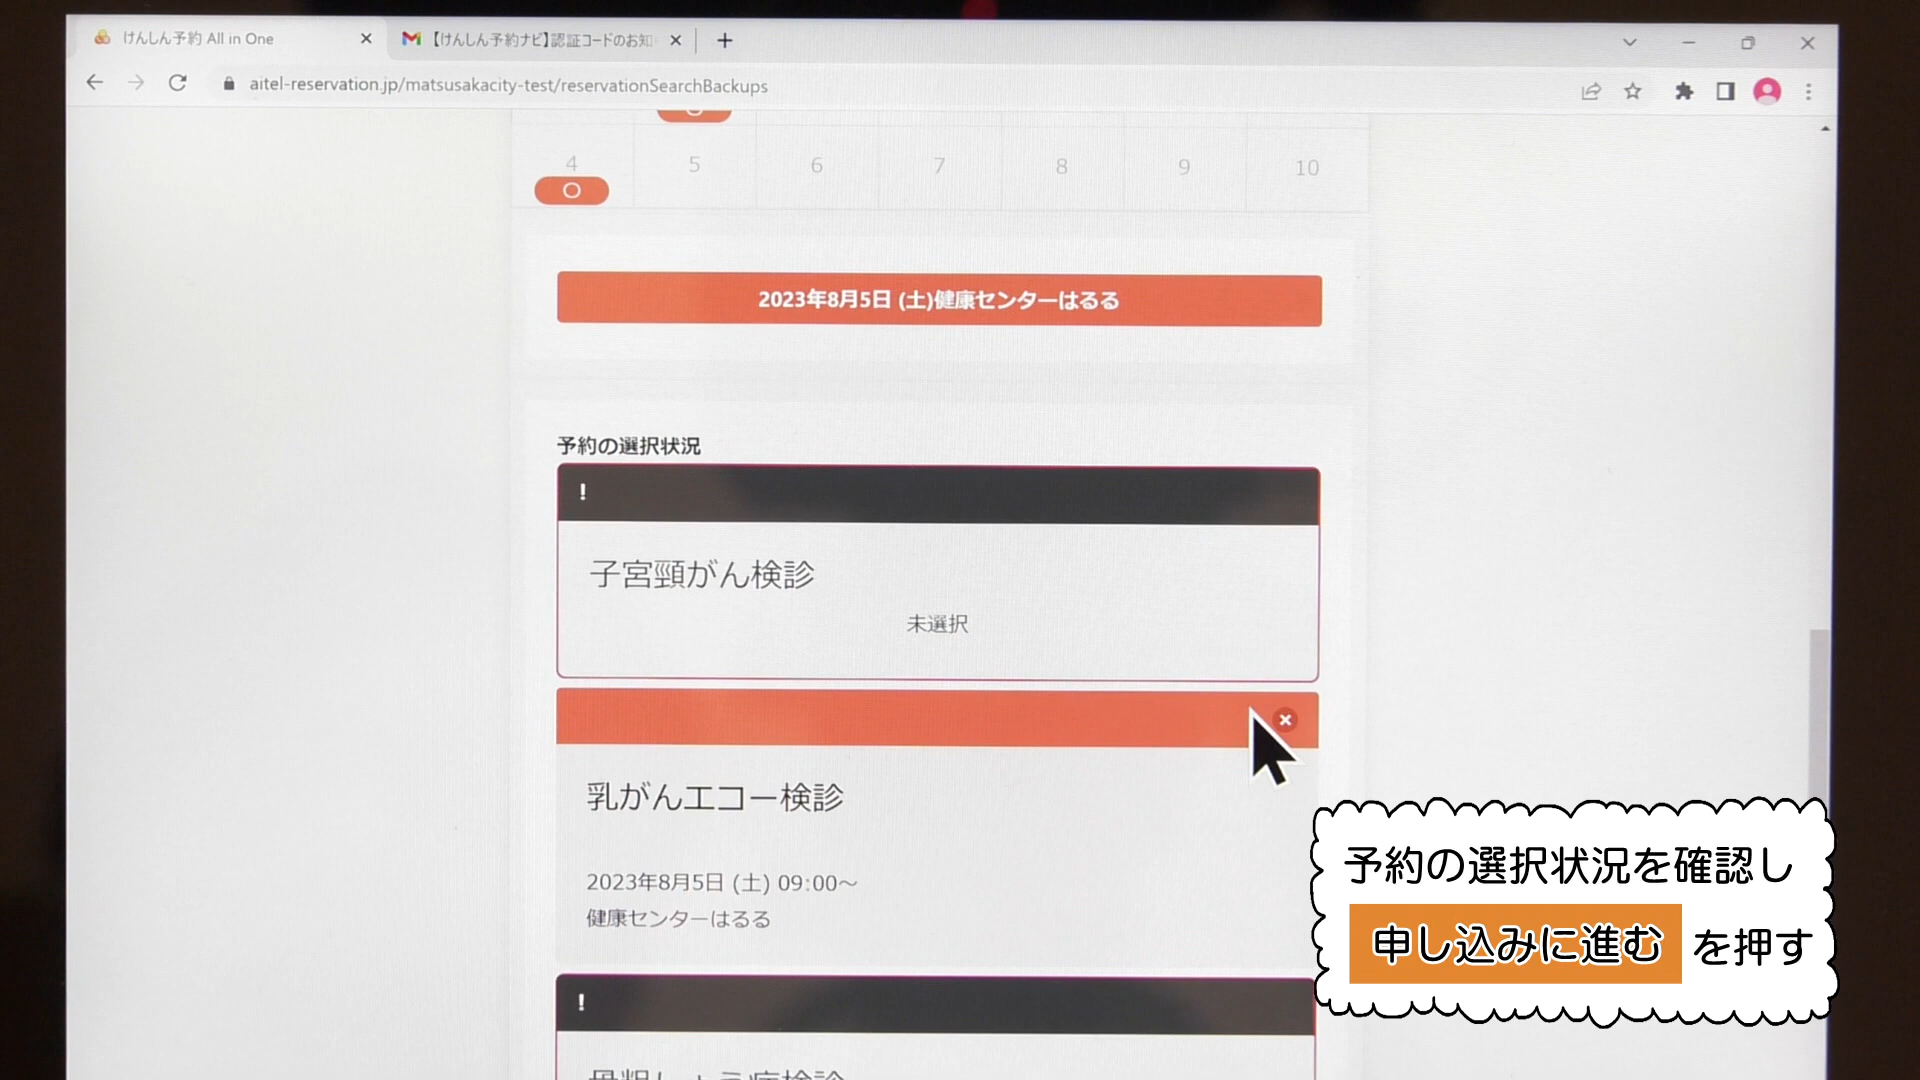 けんしん予約 All in One
【けんしん予約ナビ】認証コードのお知
aitel-reservation.jp/matsusakacity-test/reservationSearchBackups
4 5 6 7 8 9 10
○
2023年8月5日 (土)健康センターはるる
予約の選択状況
!
子宮頸がん検診
未選択
乳がんエコー検診
2023年8月5日 (土) 09:00～
健康センターはるる
!
予約の選択状況を確認し
申し込みに進む を押す